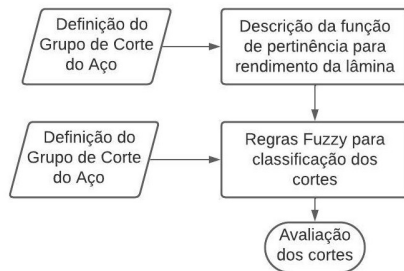 Definição do
Grupo de Corte
do Aço
Descrição da função
de pertinência para
rendimento da lâmina
Definição do
Grupo de Corte
do Aço
Regras Fuzzy para
classificação dos
cortes
Avaliação
dos cortes